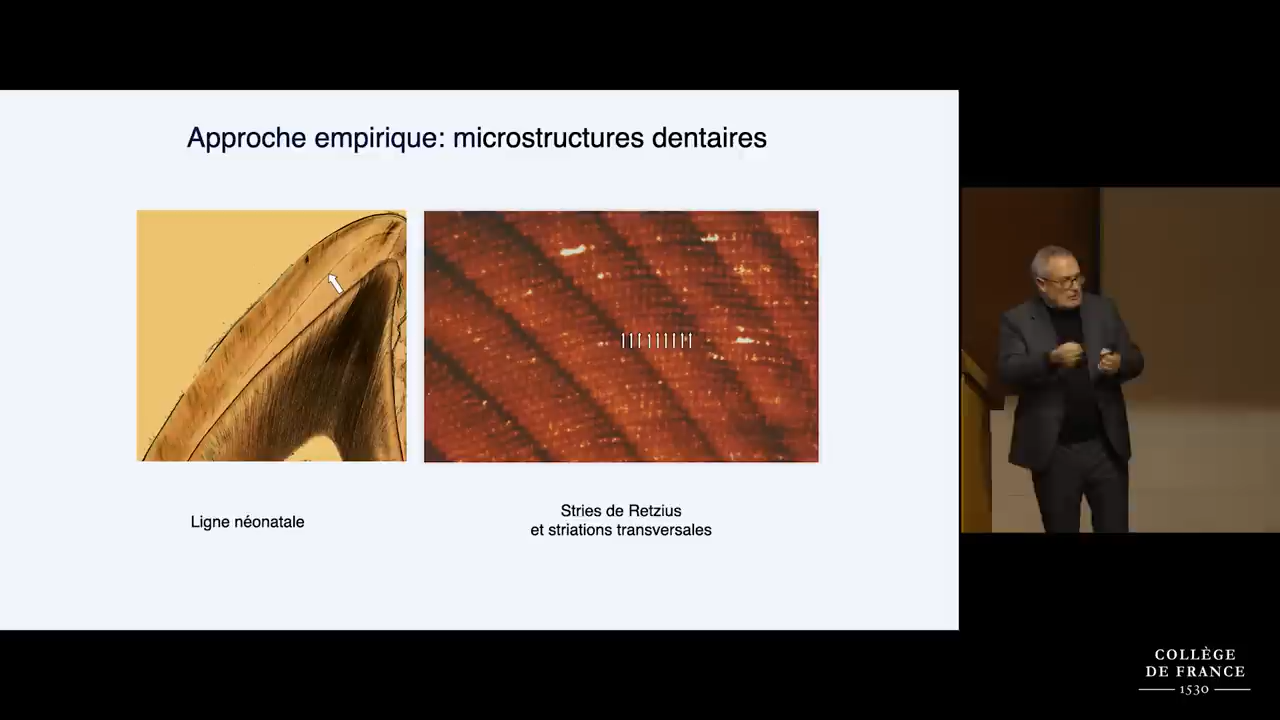 Approche empirique: microstructures dentaires
Ligne néonatale
Stries de Retzius
et striations transversales
COLLÈGE
DE FRANCE
1530